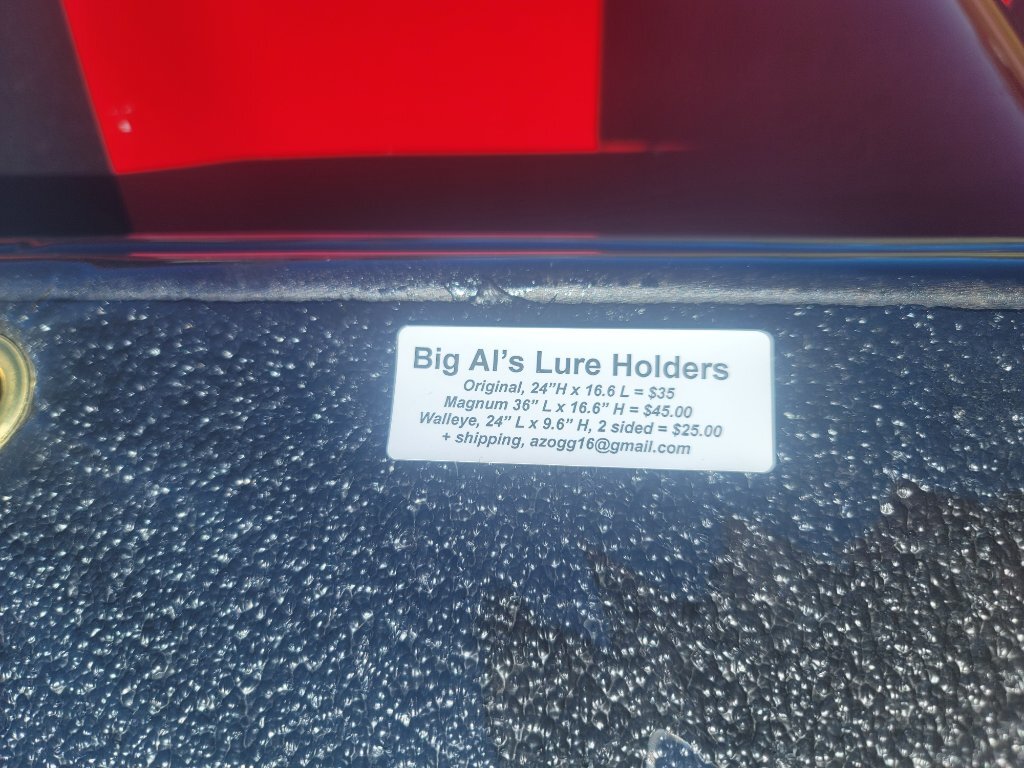 Big Al’s Lure Holders
Original, 24”H x 16.6 L = $35
Magnum 36” L x 16.6” H = $45.00
Walleye, 24” L x 9.6” H, 2 sided = $25.00
+ shipping, azogg16@gmail.com